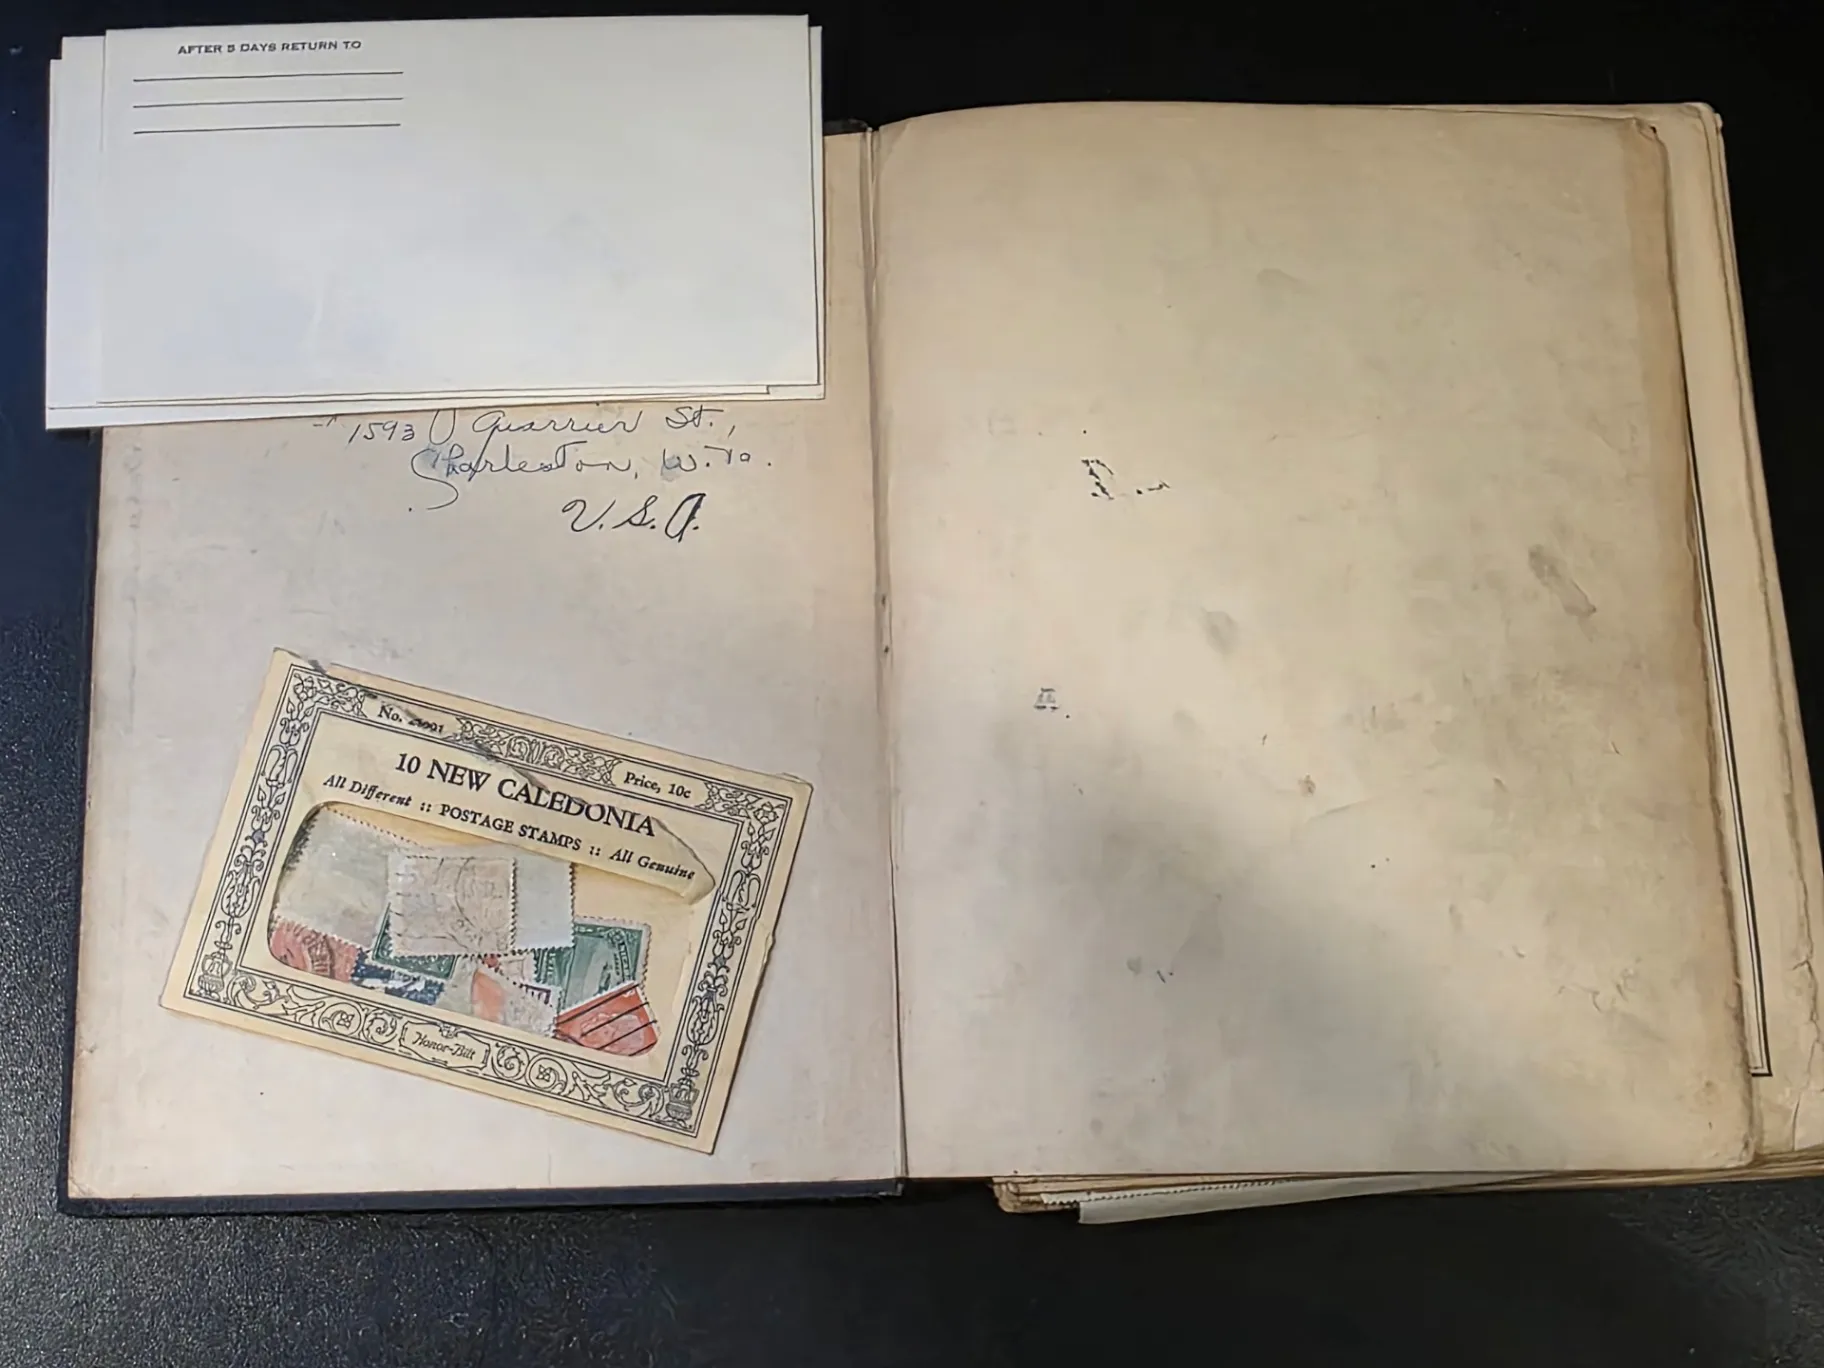 AFTER 5 DAYS RETURN TO
1593 Quarrier St.,
Charleston, W. Va.
U. S. A.
No.
Price, 10c
10 NEW CALEDONIA
All Different :: POSTAGE STAMPS :: All Genuine
Honor-Bilt